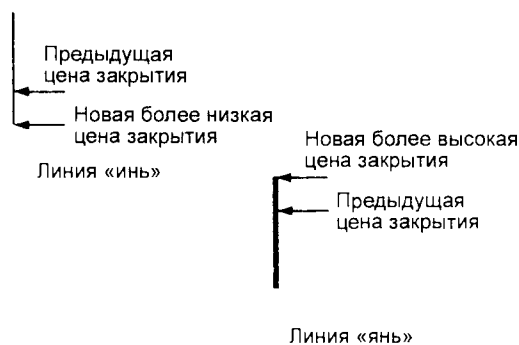 Предыдущая
цена закрытия
Новая более низкая
цена закрытия
Линия «инь»
Новая более высокая
цена закрытия
Предыдущая
цена закрытия
Линия «янь»